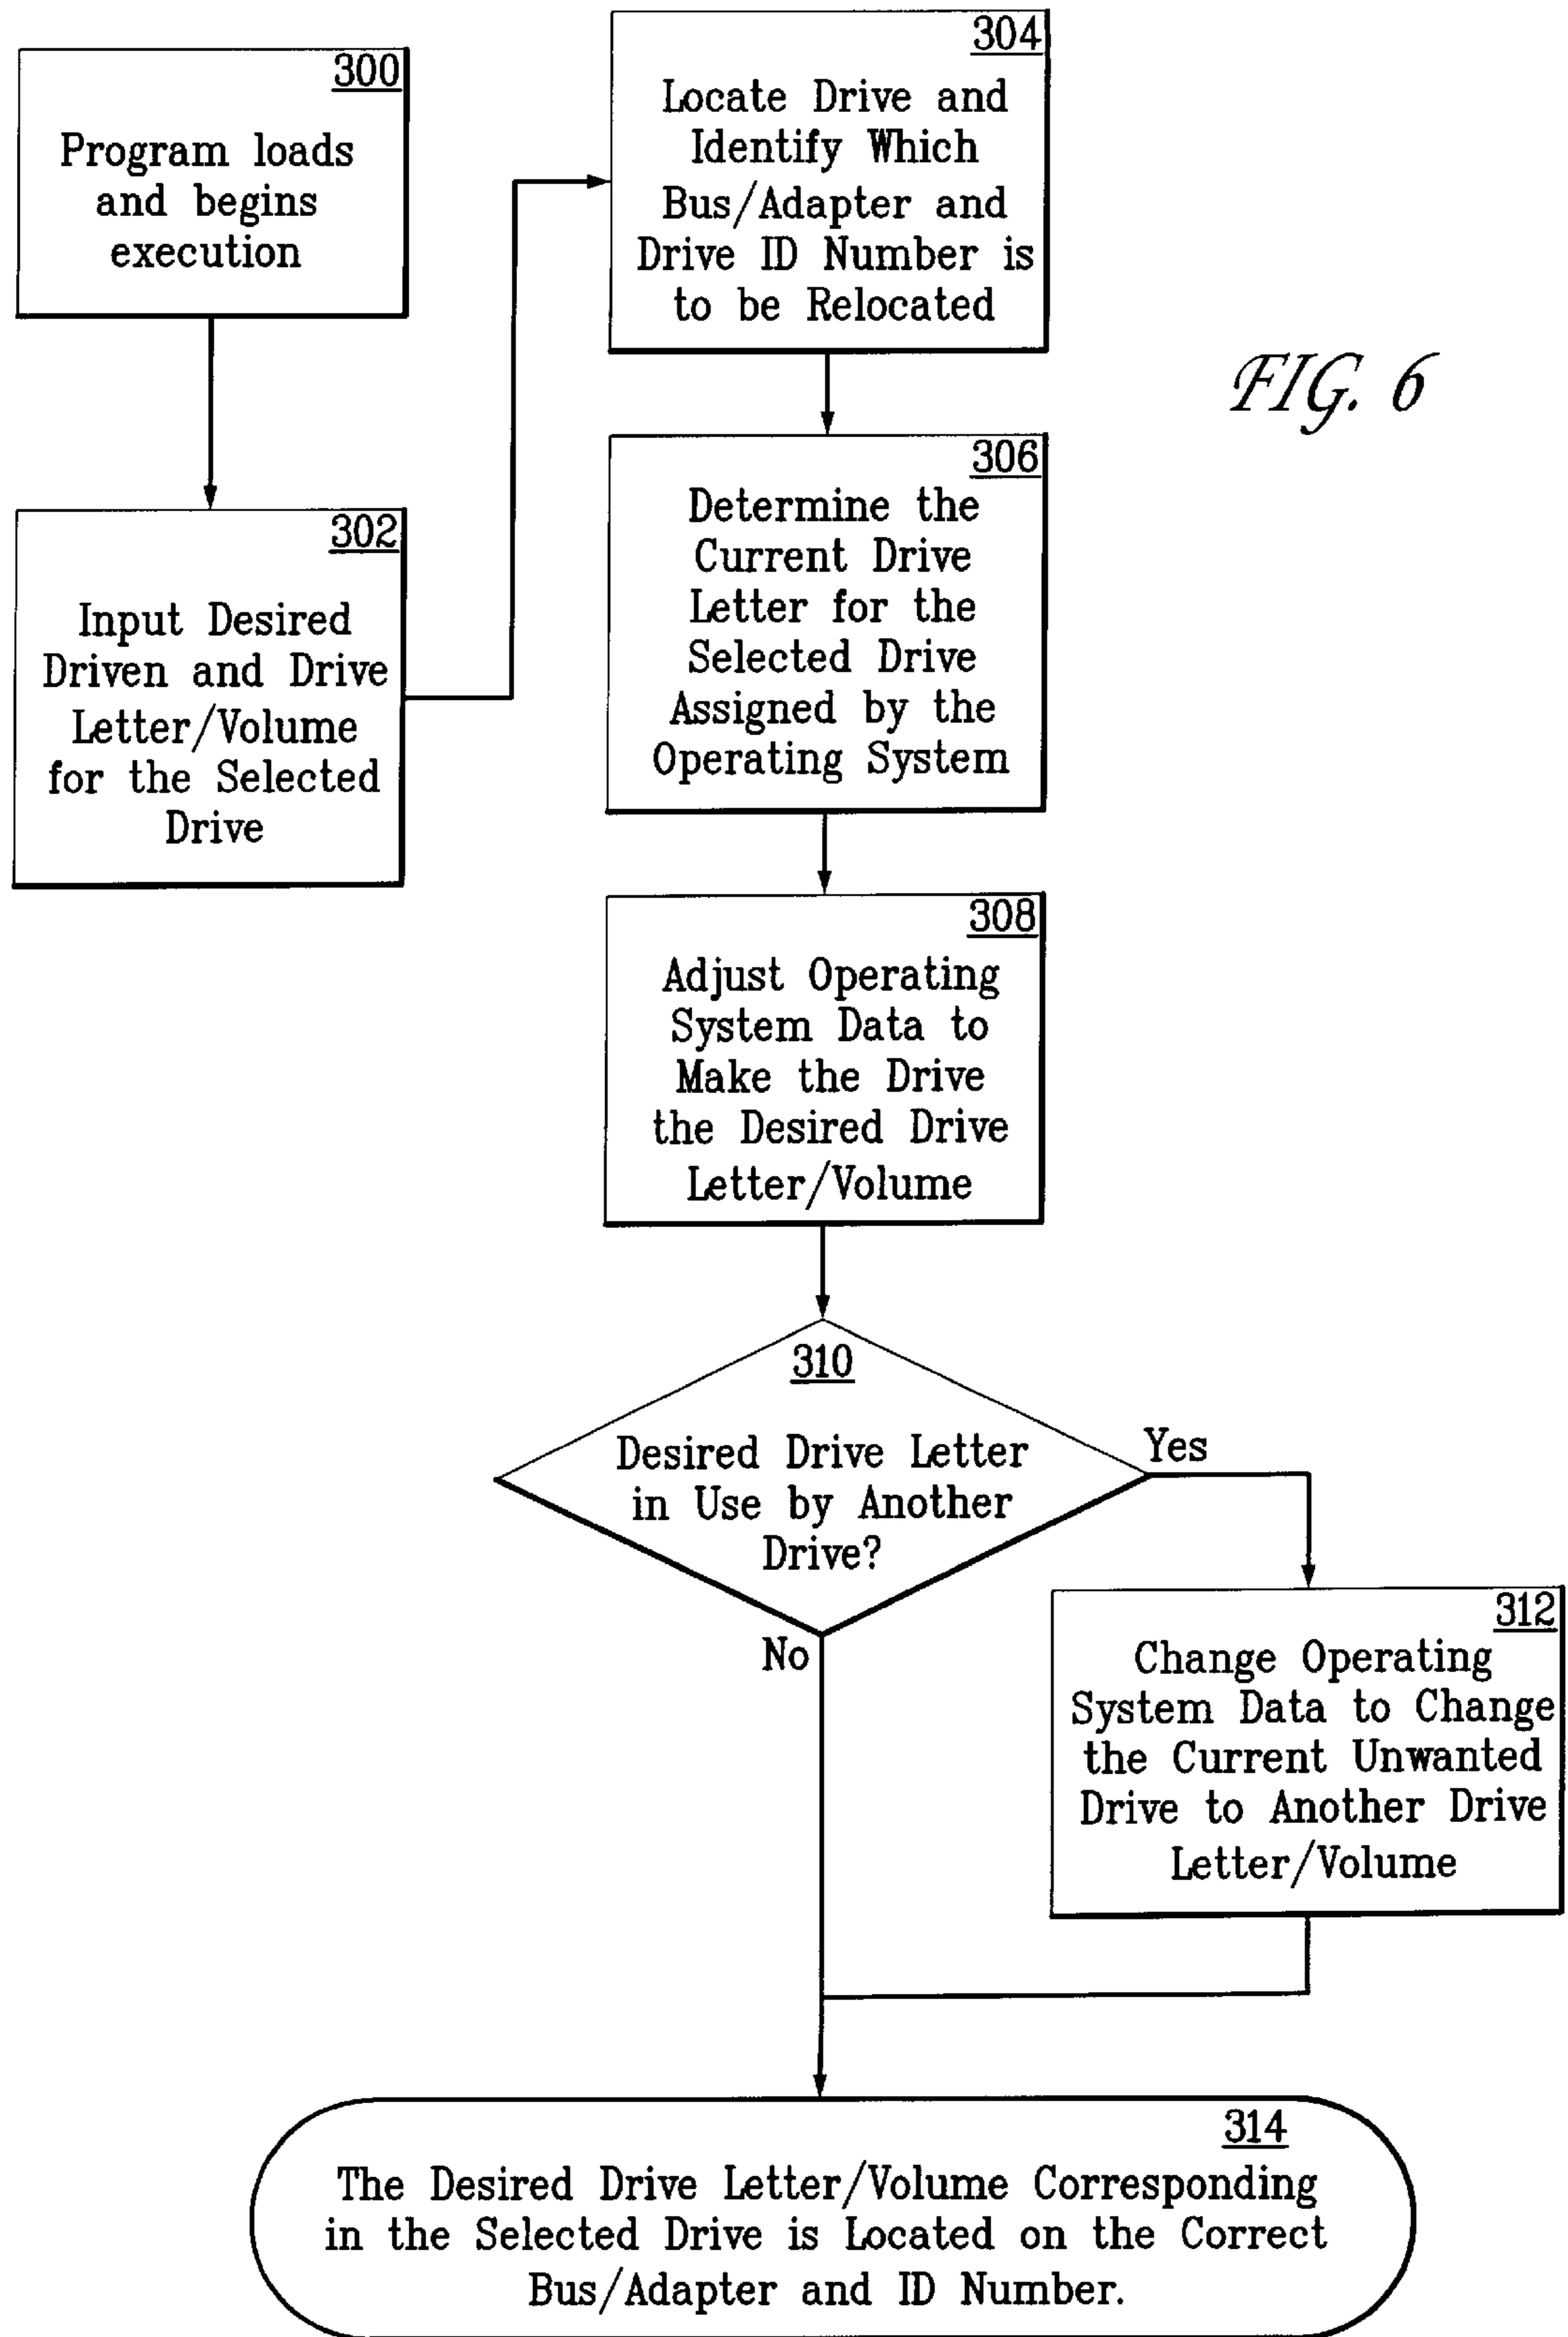 300
Program loads
and begins
execution
302
Input Desired
Driven and Drive
Letter/Volume
for the Selected
Drive
304
Locate Drive and
Identify Which
Bus/Adapter and
Drive ID Number is
to be Relocated
FIG. 6
306
Determine the
Current Drive
Letter for the
Selected Drive
Assigned by the
Operating System
308
Adjust Operating
System Data to
Make the Drive
the Desired Drive
Letter/Volume
310
Desired Drive Letter
in Use by Another
Drive?
Yes
No
312
Change Operating
System Data to Change
the Current Unwanted
Drive to Another Drive
Letter/Volume
314
The Desired Drive Letter/Volume Corresponding
in the Selected Drive is Located on the Correct
Bus/Adapter and ID Number.